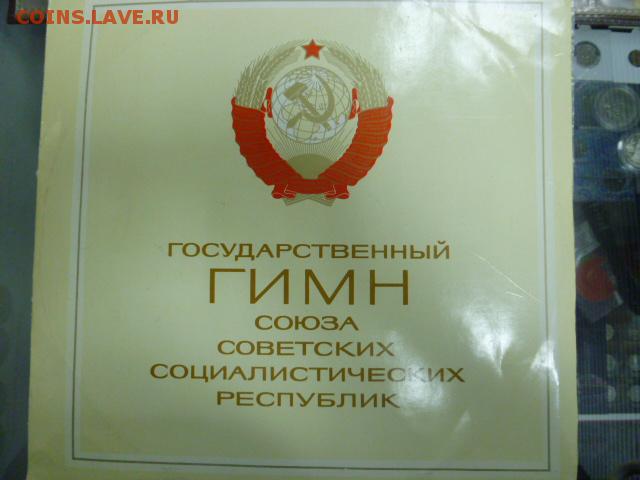 COINS.LAVE.RU
ГОСУДАРСТВЕННЫЙ
ГИМН
СОЮЗА
СОВЕТСКИХ
СОЦИАЛИСТИЧЕСКИХ
РЕСПУБЛИК